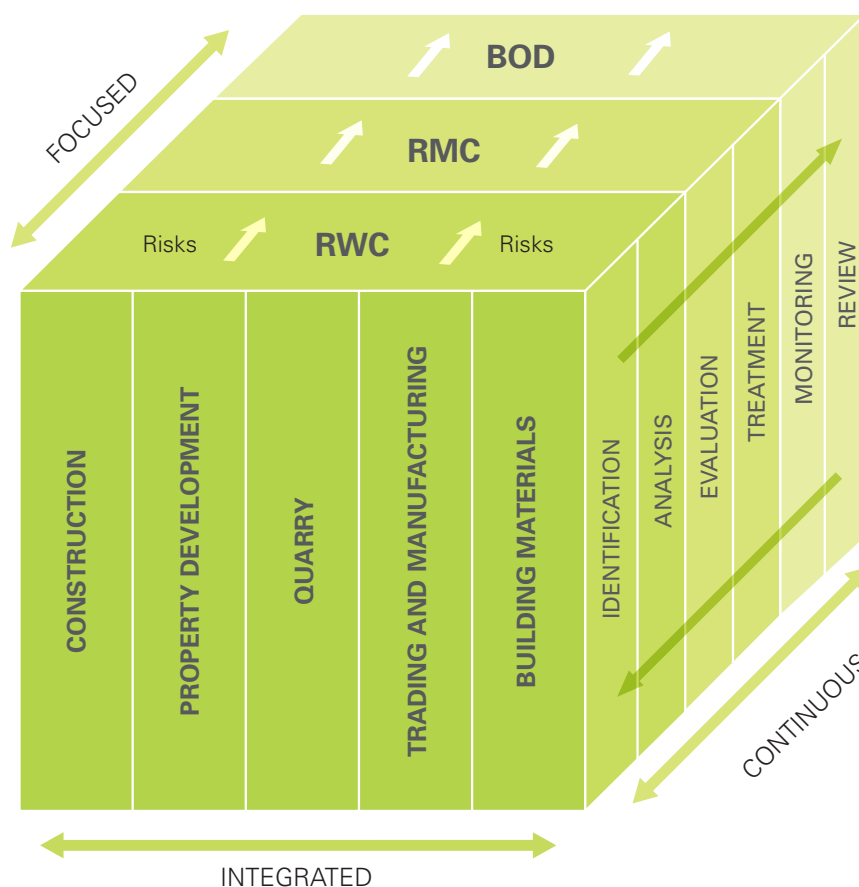 FOCUSED
BOD
RMC
Risks
RWC
Risks
CONSTRUCTION
PROPERTY DEVELOPMENT
QUARRY
TRADING AND MANUFACTURING
BUILDING MATERIALS
IDENTIFICATION
ANALYSIS
EVALUATION
TREATMENT
MONITORING
REVIEW
CONTINUOUS
INTEGRATED